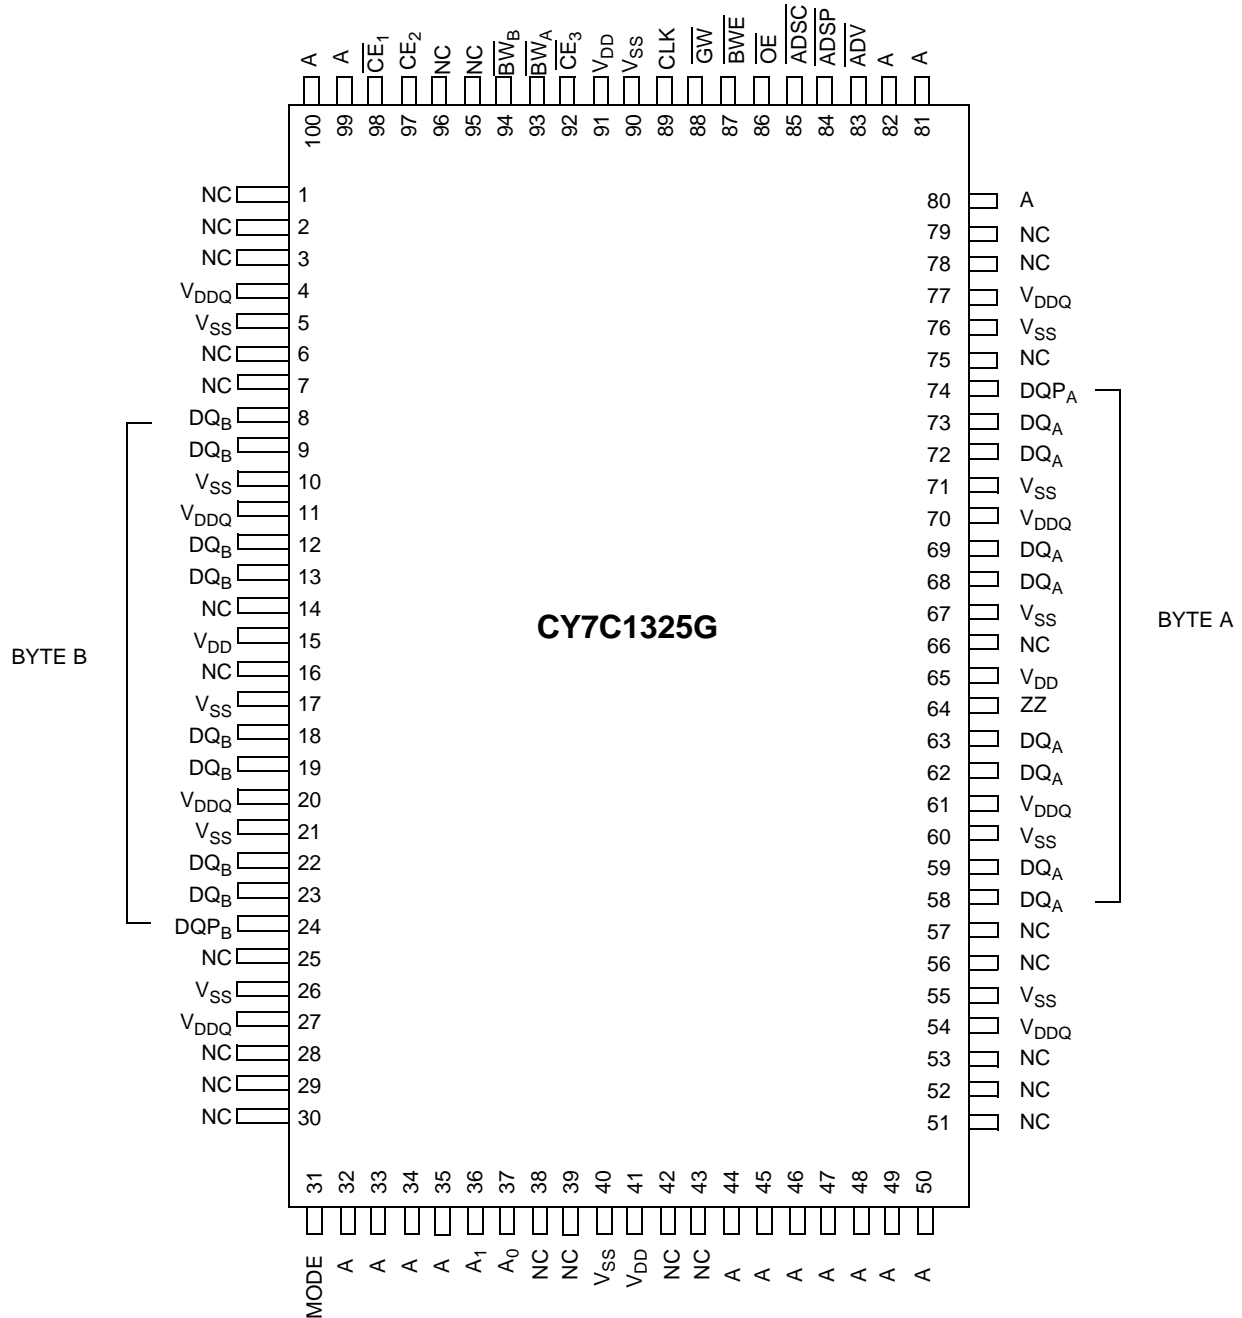 A A CE1 CE2 NC NC BWB BWA CE3 VDD VSS CLK GW BWE OE ADSC ADSP ADV A A
100 99 98 97 96 95 94 93 92 91 90 89 88 87 86 85 84 83 82 81
NC 1
NC 2
NC 3
VDDQ 4
VSS 5
NC 6
NC 7
DQB 8
DQB 9
VSS 10
VDDQ 11
DQB 12
DQB 13
NC 14
VDD 15
NC 16
VSS 17
DQB 18
DQB 19
VDDQ 20
VSS 21
DQB 22
DQB 23
DQPB 24
NC 25
VSS 26
VDDQ 27
NC 28
NC 29
NC 30
BYTE B
CY7C1325G
80 A
79 NC
78 NC
77 VDDQ
76 VSS
75 NC
74 DQPA
73 DQA
72 DQA
71 VSS
70 VDDQ
69 DQA
68 DQA
67 VSS
66 NC
65 VDD
64 ZZ
63 DQA
62 DQA
61 VDDQ
60 VSS
59 DQA
58 DQA
57 NC
56 NC
55 VSS
54 VDDQ
53 NC
52 NC
51 NC
BYTE A
31 32 33 34 35 36 37 38 39 40 41 42 43 44 45 46 47 48 49 50
MODE A A A A A1 A0 NC NC VSS VDD NC NC A A A A A A A